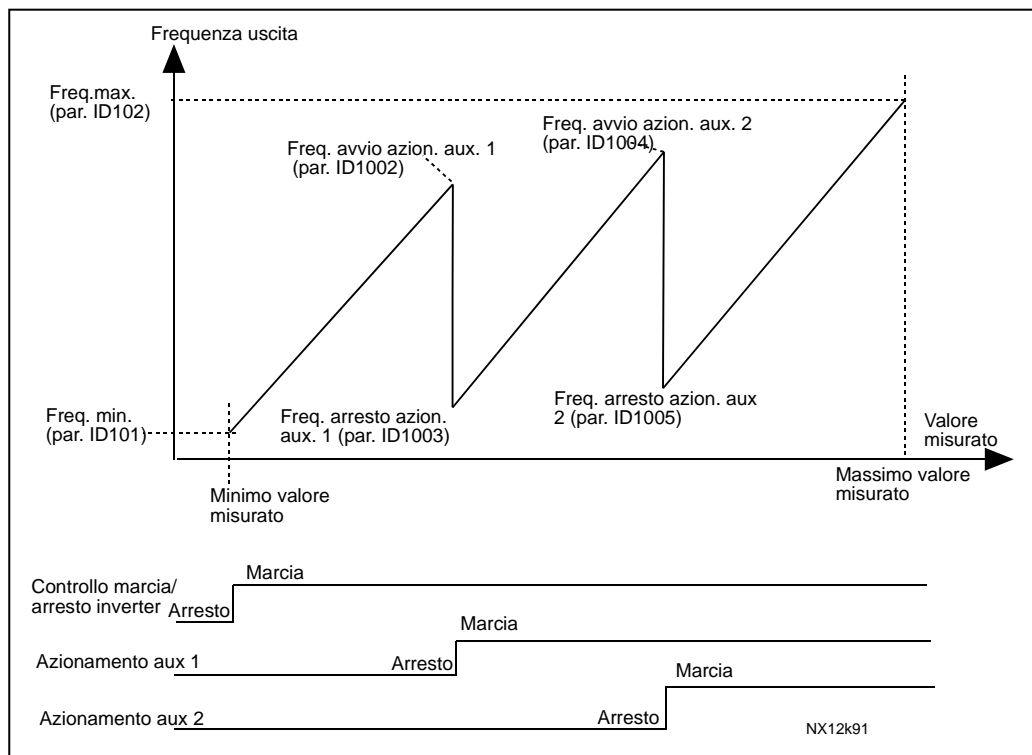 Frequenza uscita
Freq.max.
(par. ID102)
Freq. avvio azion. aux. 1
(par. ID1002)
Freq. avvio azion. aux. 2
(par. ID1004)
Freq. min.
(par. ID101)
Freq. arresto azion.
aux. 1 (par. ID1003)
Freq. arresto azion. aux
2 (par. ID1005)
Valore
misurato
Minimo valore
misurato
Massimo valore
misurato
Controllo marcia/
arresto inverter
Arresto
Marcia
Azionamento aux 1
Arresto
Marcia
Azionamento aux 2
Arresto
Marcia
NX12k91